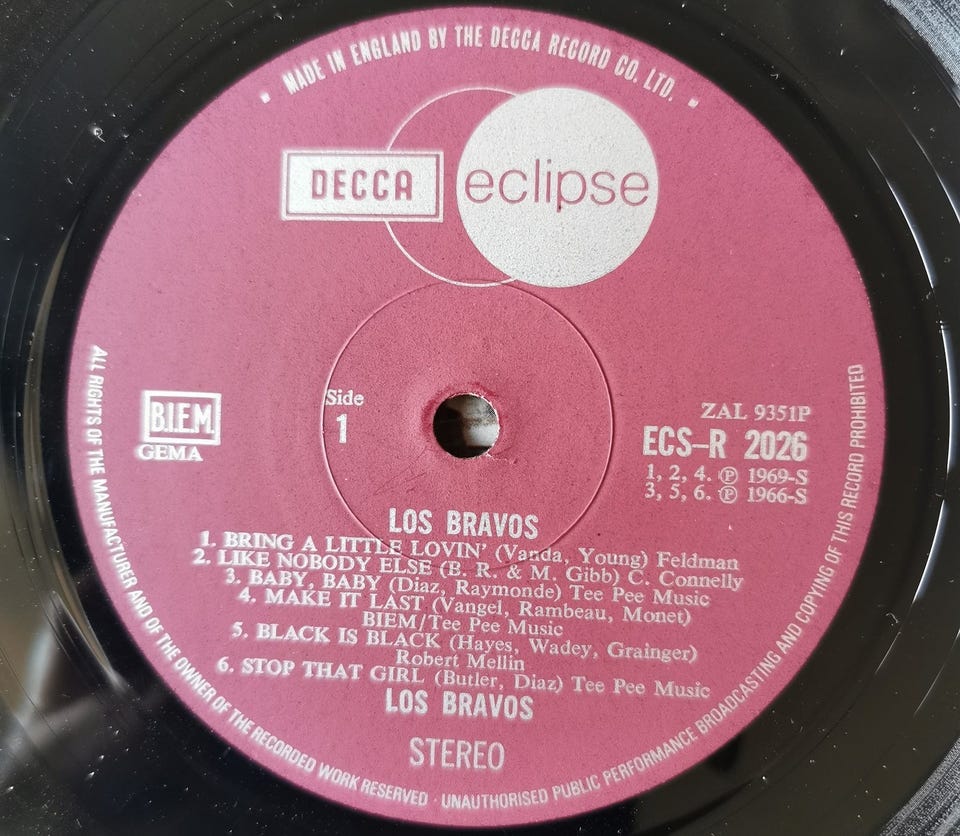 MADE IN ENGLAND BY THE DECCA RECORD CO. LTD.
DECCA eclipse
Side
1
B.I.E.M.
GEMA
ZAL 9351P
ECS-R 2026
1, 2, 4. ℗ 1969-S
3, 5, 6. ℗ 1966-S
LOS BRAVOS
1. BRING A LITTLE LOVIN' (Vanda, Young) Feldman
2. LIKE NOBODY ELSE (B. R. & M. Gibb) C. Connelly
3. BABY, BABY (Diaz, Raymonde) Tee Pee Music
4. MAKE IT LAST (Vangel, Rambeau, Monet)
BIEM/Tee Pee Music
5. BLACK IS BLACK (Hayes, Wadey, Grainger)
Robert Mellin
6. STOP THAT GIRL (Butler, Diaz) Tee Pee Music
LOS BRAVOS
STEREO
ALL RIGHTS OF THE MANUFACTURER AND OF THE OWNER OF THE RECORDED WORK RESERVED · UNAUTHORISED PUBLIC PERFORMANCE BROADCASTING AND COPYING OF THIS RECORD PROHIBITED